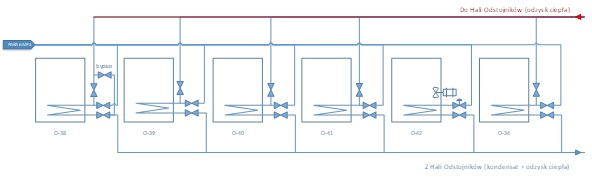 Do Hali Odstojników (odzysk ciepła)
bypass
O-38
O-39
O-40
O-41
O-42
O-34
Z Hali Odstojników (kondensat + odzysk ciepła)